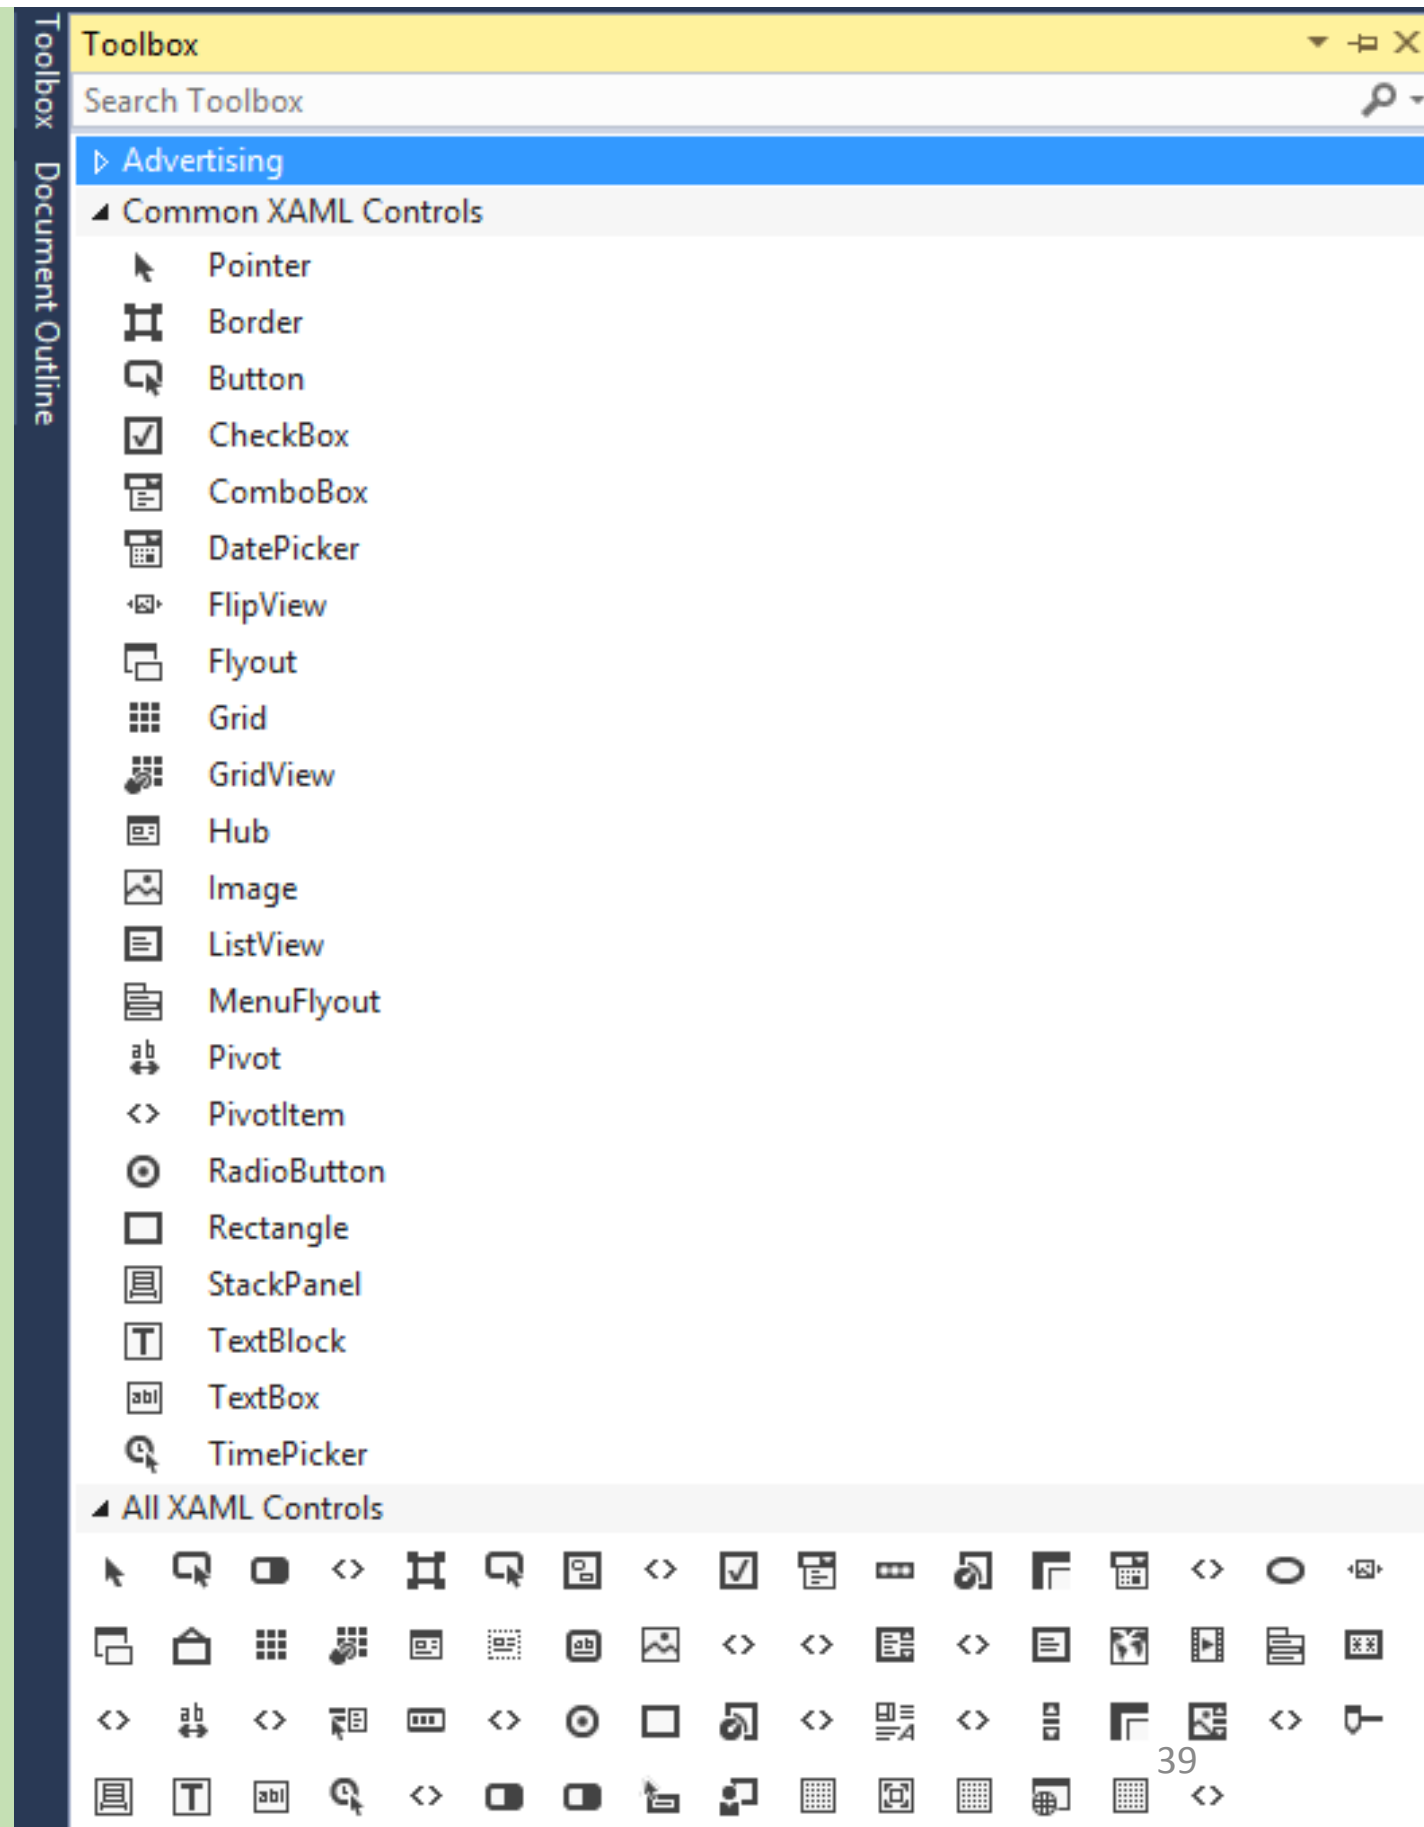 Toolbox
Document Outline
Toolbox
Search Toolbox
Advertising
Common XAML Controls
Pointer
Border
Button
CheckBox
ComboBox
DatePicker
FlipView
Flyout
Grid
GridView
Hub
Image
ListView
MenuFlyout
Pivot
PivotItem
RadioButton
Rectangle
StackPanel
TextBlock
TextBox
TimePicker
All XAML Controls
39